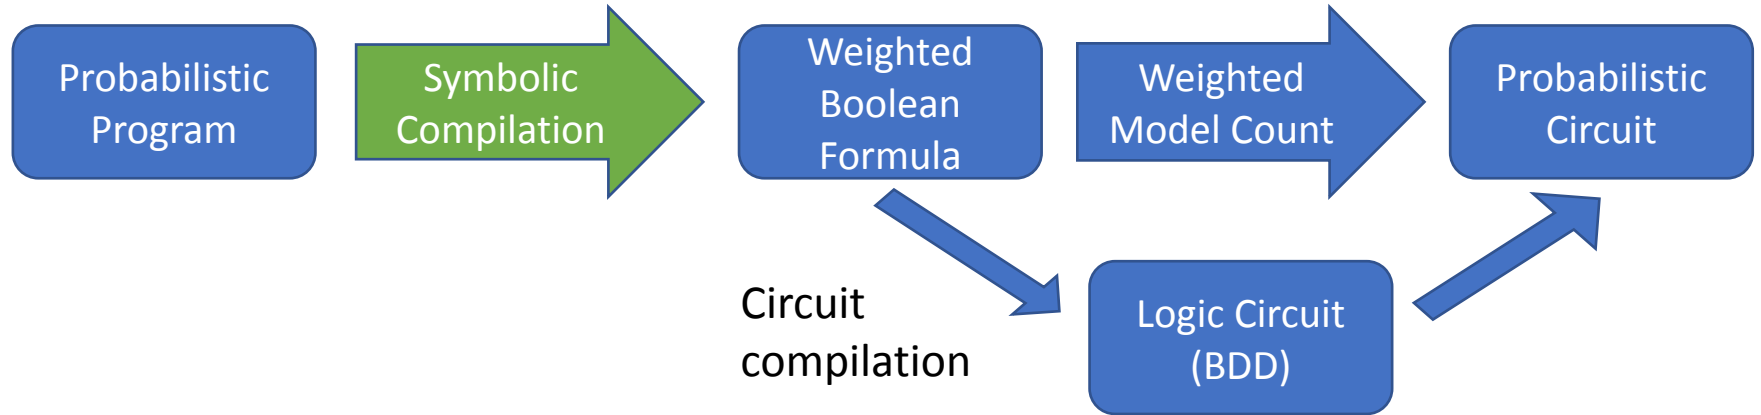 Probabilistic
Program
Symbolic
Compilation
Weighted
Boolean
Formula
Weighted
Model Count
Probabilistic
Circuit
Circuit
compilation
Logic Circuit
(BDD)